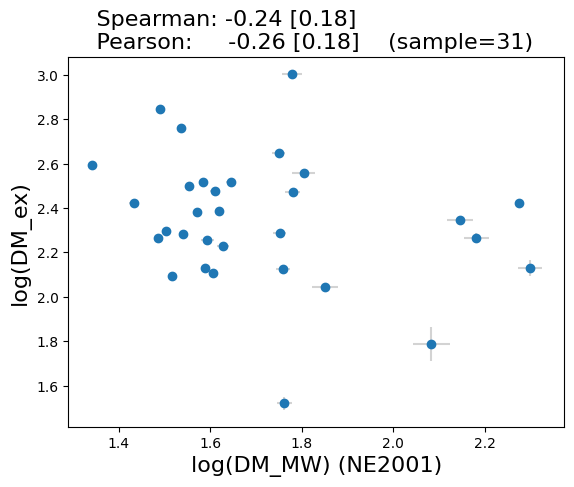 Spearman: -0.24 [0.18]
Pearson: -0.26 [0.18] (sample=31)
3.0
2.8
2.6
2.4
2.2
2.0
1.8
1.6
log(DM_ex)
1.4 1.6 1.8 2.0 2.2
log(DM_MW) (NE2001)